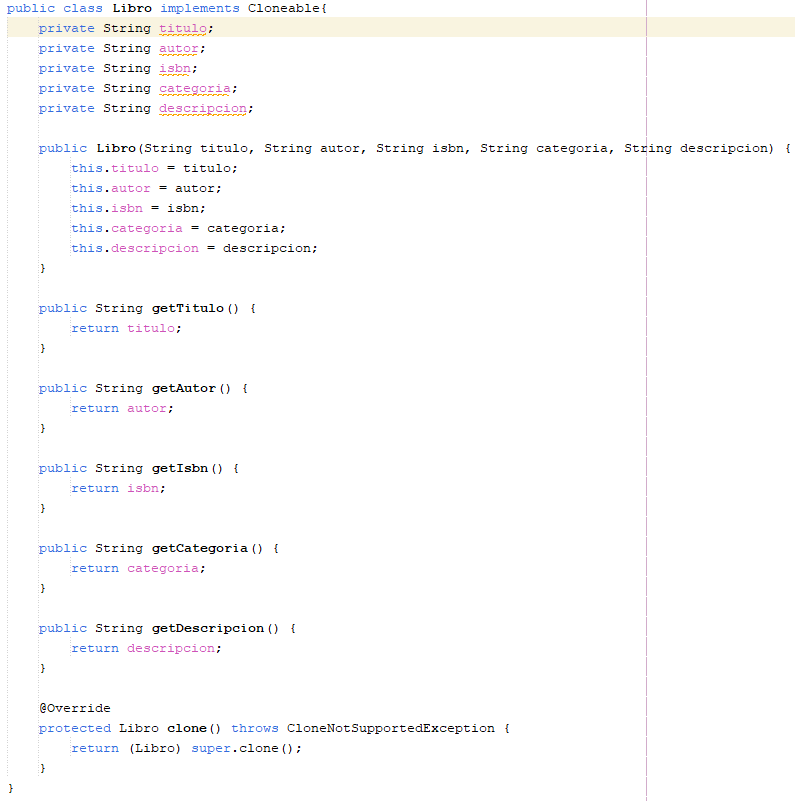 public class Libro implements Cloneable{
    private String titulo;
    private String autor;
    private String isbn;
    private String categoria;
    private String descripcion;

    public Libro(String titulo, String autor, String isbn, String categoria, String descripcion) {
        this.titulo = titulo;
        this.autor = autor;
        this.isbn = isbn;
        this.categoria = categoria;
        this.descripcion = descripcion;
    }

    public String getTitulo() {
        return titulo;
    }

    public String getAutor() {
        return autor;
    }

    public String getIsbn() {
        return isbn;
    }

    public String getCategoria() {
        return categoria;
    }

    public String getDescripcion() {
        return descripcion;
    }

    @Override
    protected Libro clone() throws CloneNotSupportedException {
        return (Libro) super.clone();
    }
}